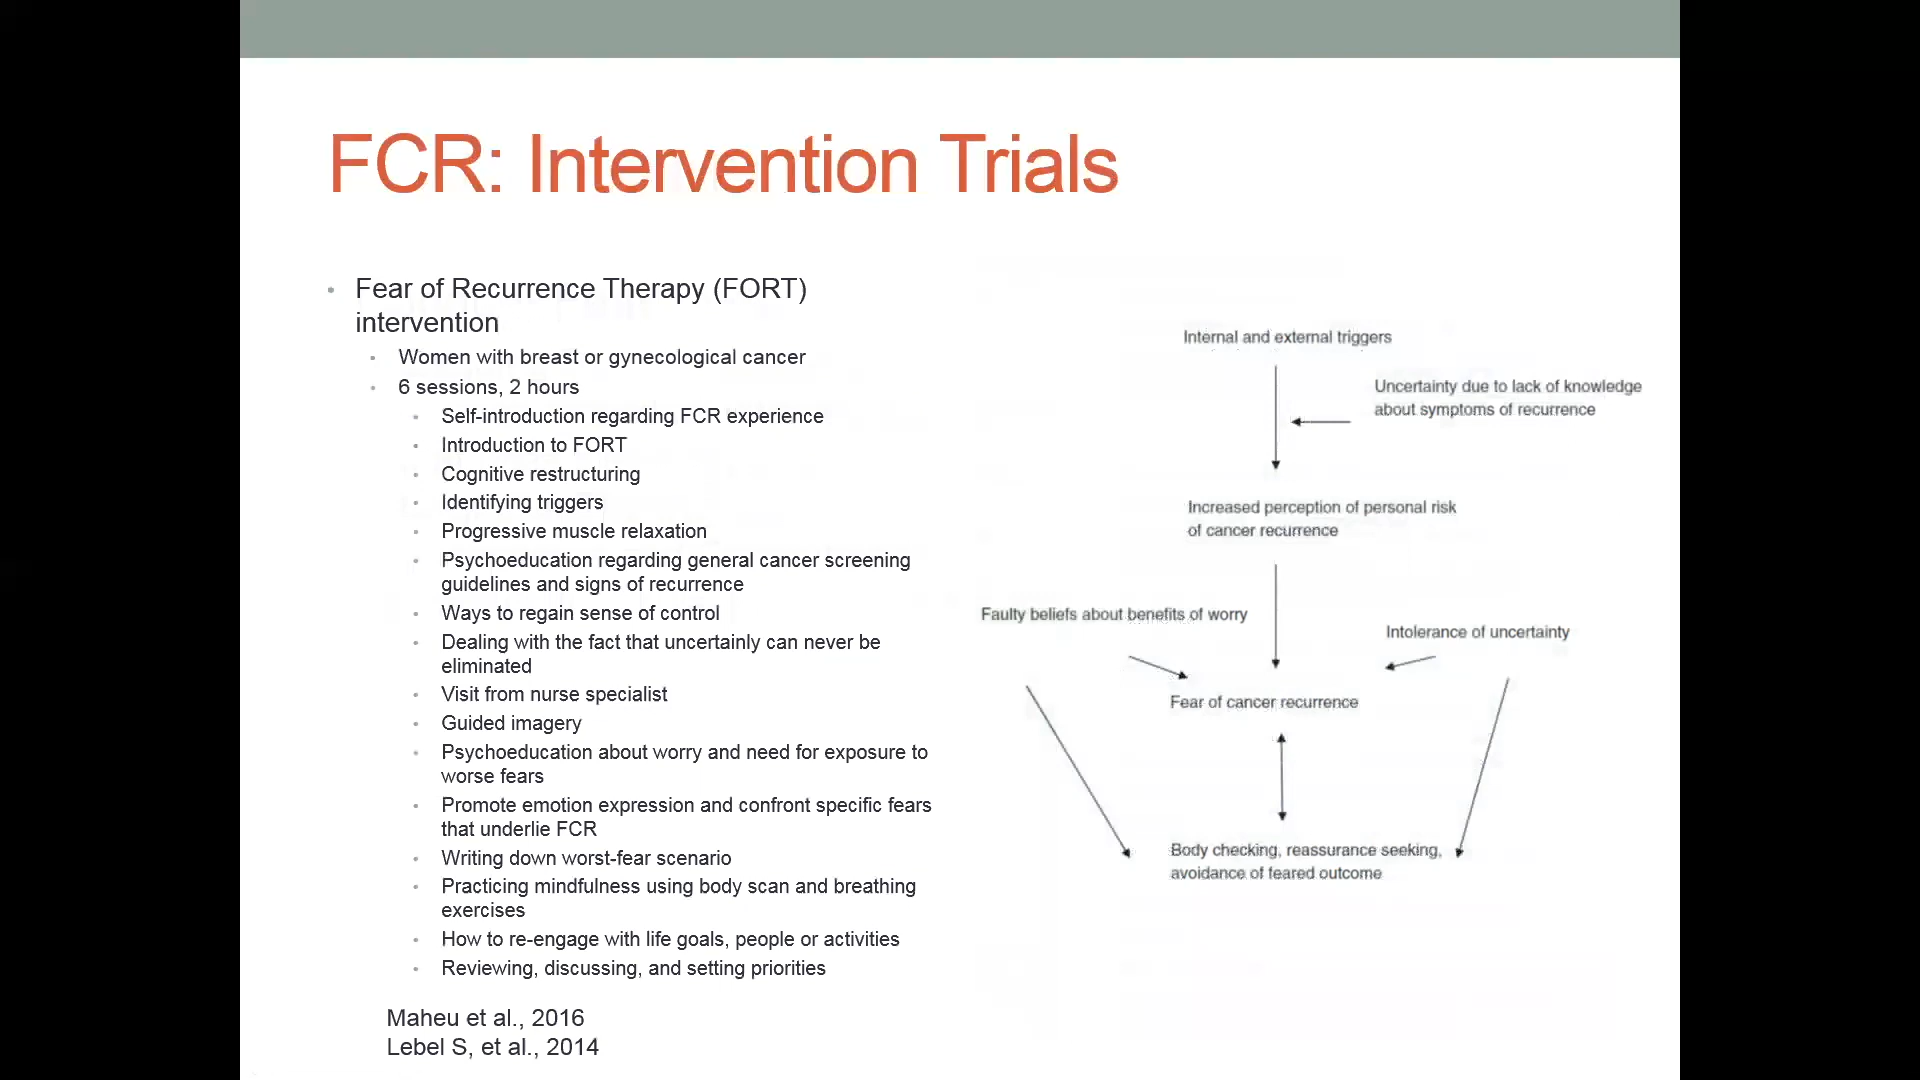 FCR: Intervention Trials
Fear of Recurrence Therapy (FORT)
intervention
Women with breast or gynecological cancer
6 sessions, 2 hours
Self-introduction regarding FCR experience
Introduction to FORT
Cognitive restructuring
Identifying triggers
Progressive muscle relaxation
Psychoeducation regarding general cancer screening
guidelines and signs of recurrence
Ways to regain sense of control
Dealing with the fact that uncertainly can never be
eliminated
Visit from nurse specialist
Guided imagery
Psychoeducation about worry and need for exposure to
worse fears
Promote emotion expression and confront specific fears
that underlie FCR
Writing down worst-fear scenario
Practicing mindfulness using body scan and breathing
exercises
How to re-engage with life goals, people or activities
Reviewing, discussing, and setting priorities
Maheu et al., 2016
Lebel S, et al., 2014
Internal and external triggers
Uncertainty due to lack of knowledge
about symptoms of recurrence
Increased perception of personal risk
of cancer recurrence
Faulty beliefs about benefits of worry
Intolerance of uncertainty
Fear of cancer recurrence
Body checking, reassurance seeking,
avoidance of feared outcome